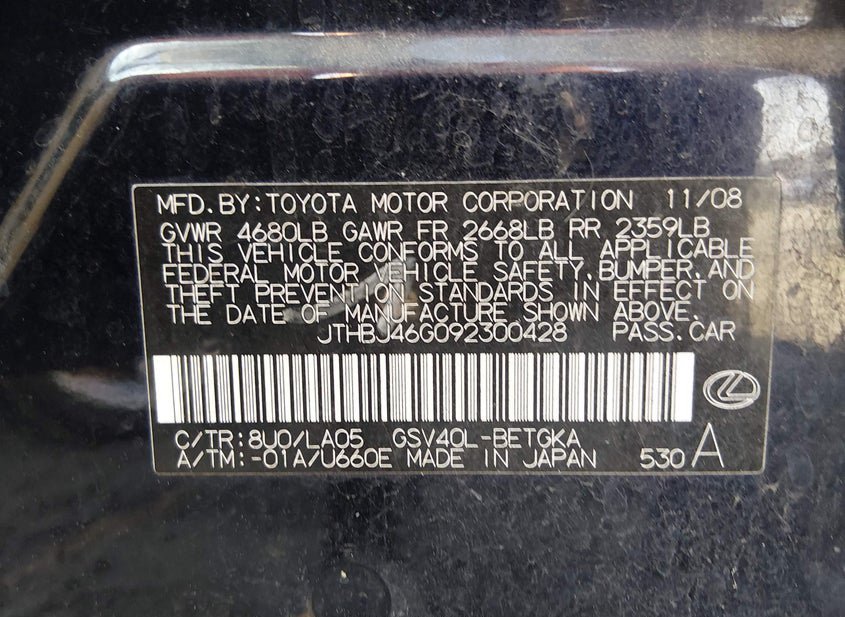 MFD. BY: TOYOTA MOTOR CORPORATION 11/08
GVWR 4680LB GAWR FR 2668LB RR 2359LB
THIS VEHICLE CONFORMS TO ALL APPLICABLE
FEDERAL MOTOR VEHICLE SAFETY, BUMPER, AND
THEFT PREVENTION STANDARDS IN EFFECT ON
THE DATE OF MANUFACTURE SHOWN ABOVE.
JTHBJ46G092300428 PASS. CAR
C/TR: 8U0/LA05 GSV40L-BETGKA
A/TM: -01A/U660E MADE IN JAPAN 530 A